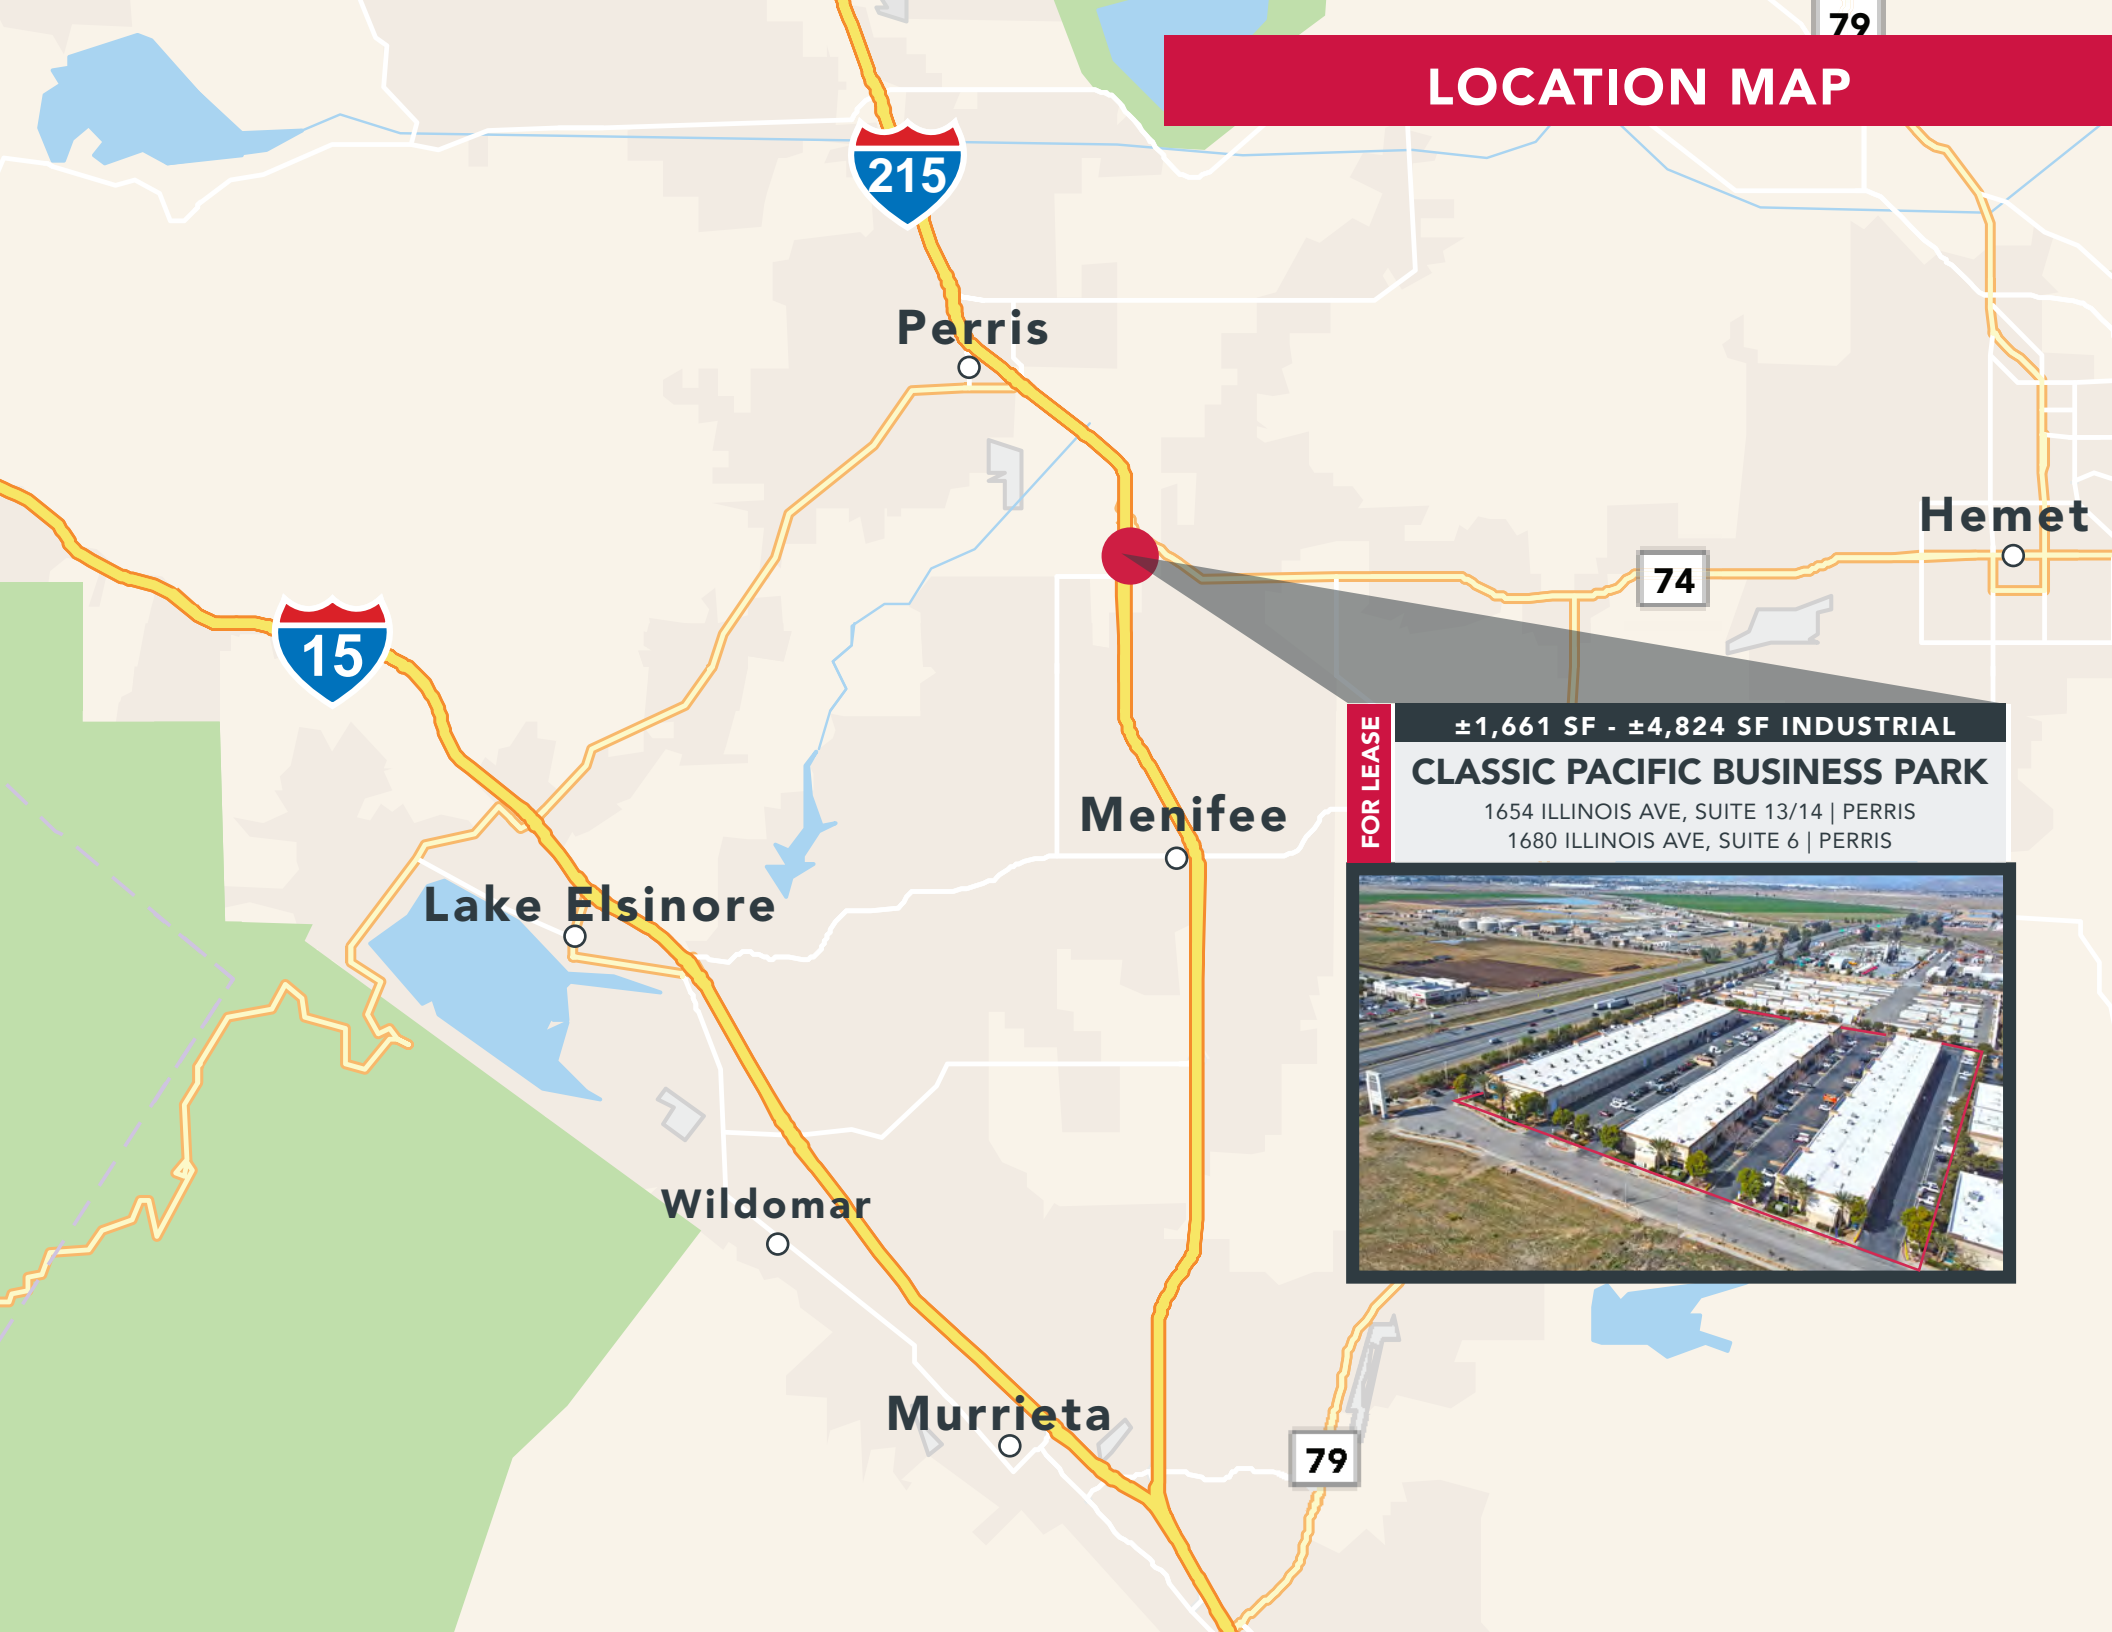 79
LOCATION MAP
215
Perris
Hemet
74
15
FOR LEASE
±1,661 SF - ±4,824 SF INDUSTRIAL
CLASSIC PACIFIC BUSINESS PARK
1654 ILLINOIS AVE, SUITE 13/14 | PERRIS
1680 ILLINOIS AVE, SUITE 6 | PERRIS
Menifee
Lake Elsinore
Wildomar
Murrieta
79